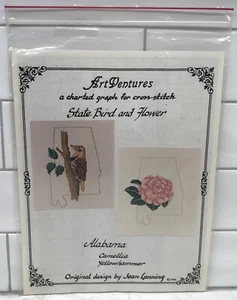 ArtVentures
a charted graph for cross-stitch
State Bird and Flower
Alabama
Camellia
Yellowhammer
Original design by Jean Lanning